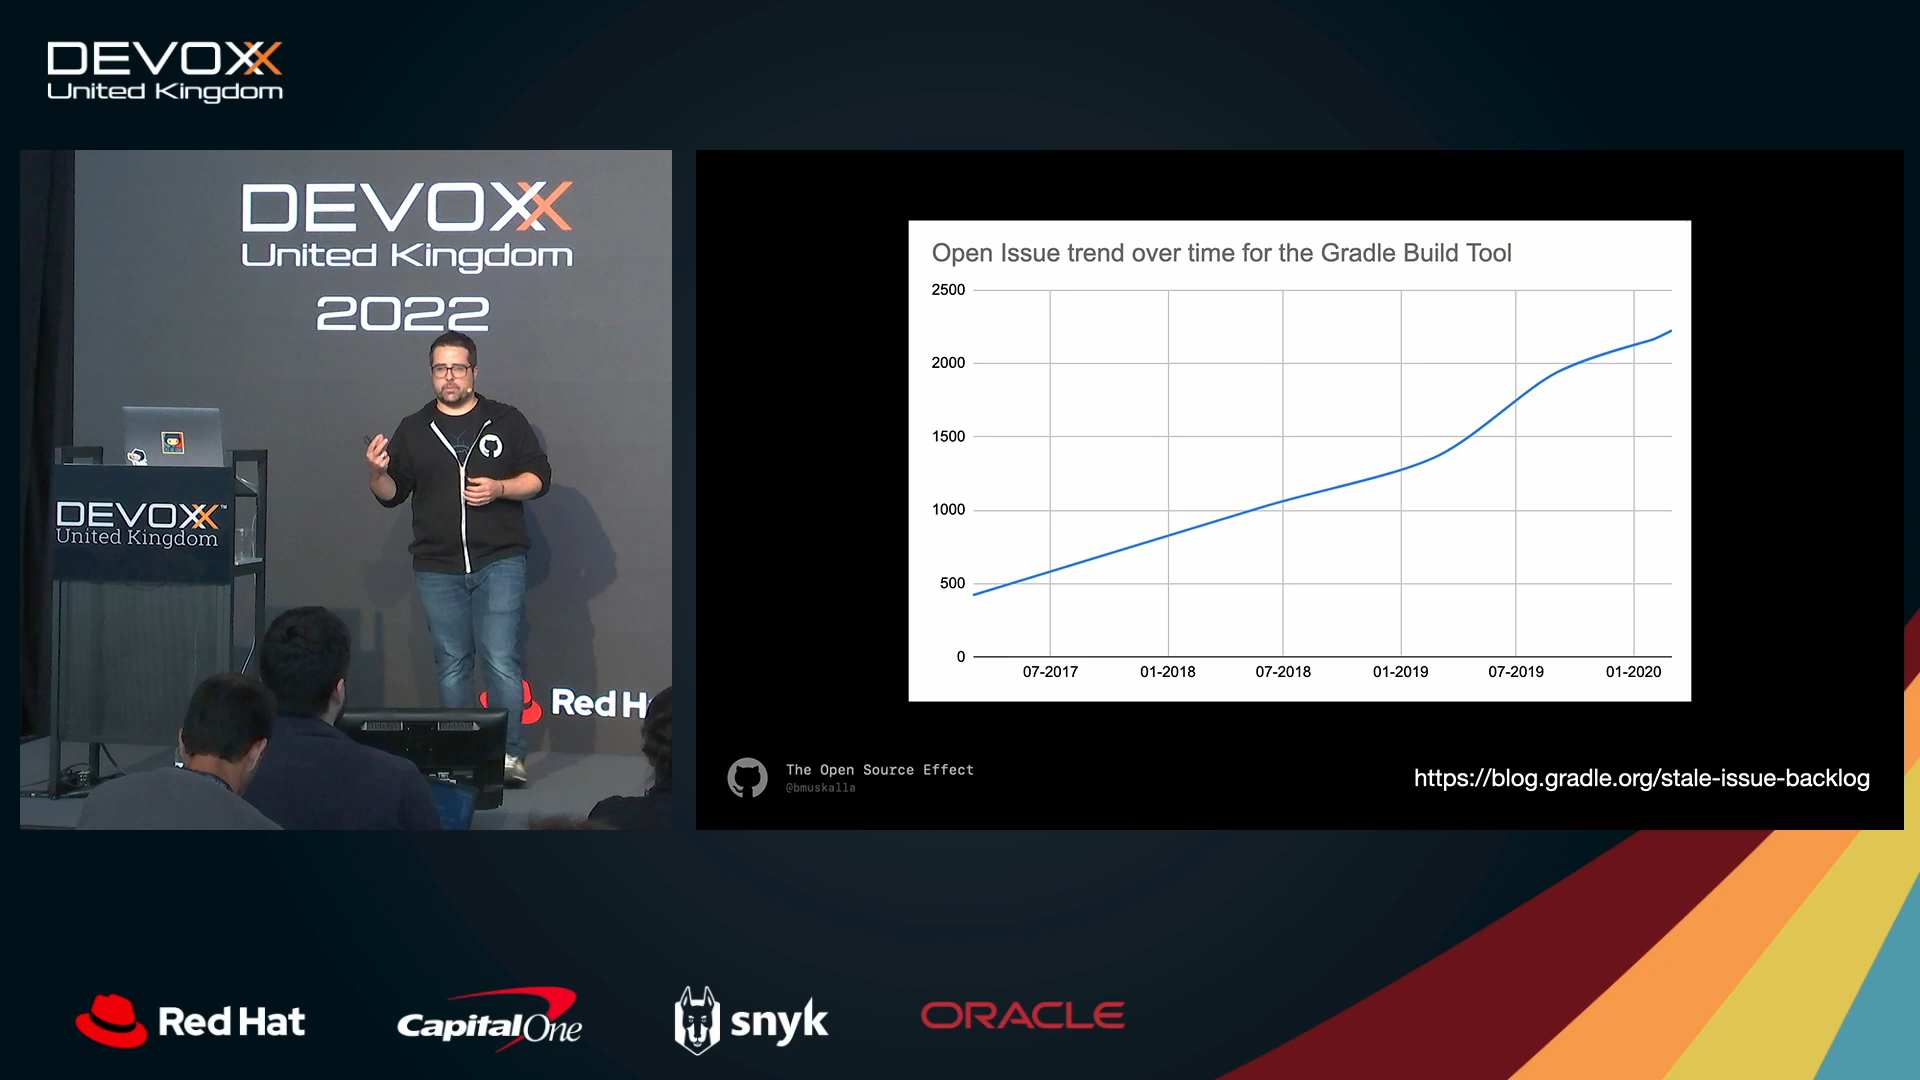 DEVOXX
United Kingdom
DEVOXX
United Kingdom
2022
DEVOXX™
United Kingdom
Red H
Open Issue trend over time for the Gradle Build Tool
2500
2000
1500
1000
500
0
07-2017 01-2018 07-2018 01-2019 07-2019 01-2020
The Open Source Effect
@bmuskalla
https://blog.gradle.org/stale-issue-backlog
Red Hat
Capital One
snyk
ORACLE